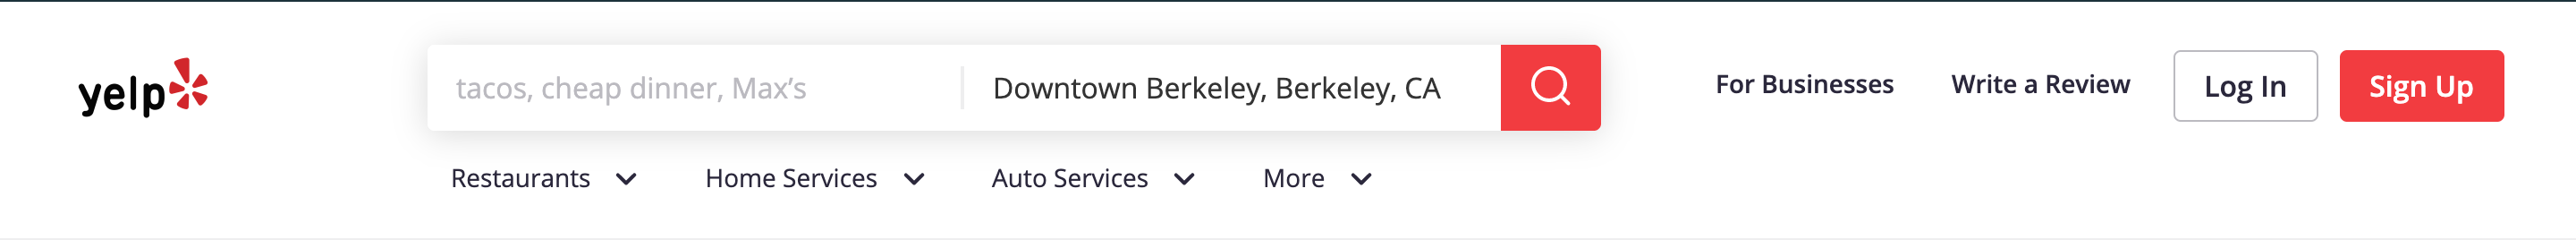 yelp
tacos, cheap dinner, Max’s
Downtown Berkeley, Berkeley, CA
For Businesses
Write a Review
Log In
Sign Up
Restaurants
Home Services
Auto Services
More